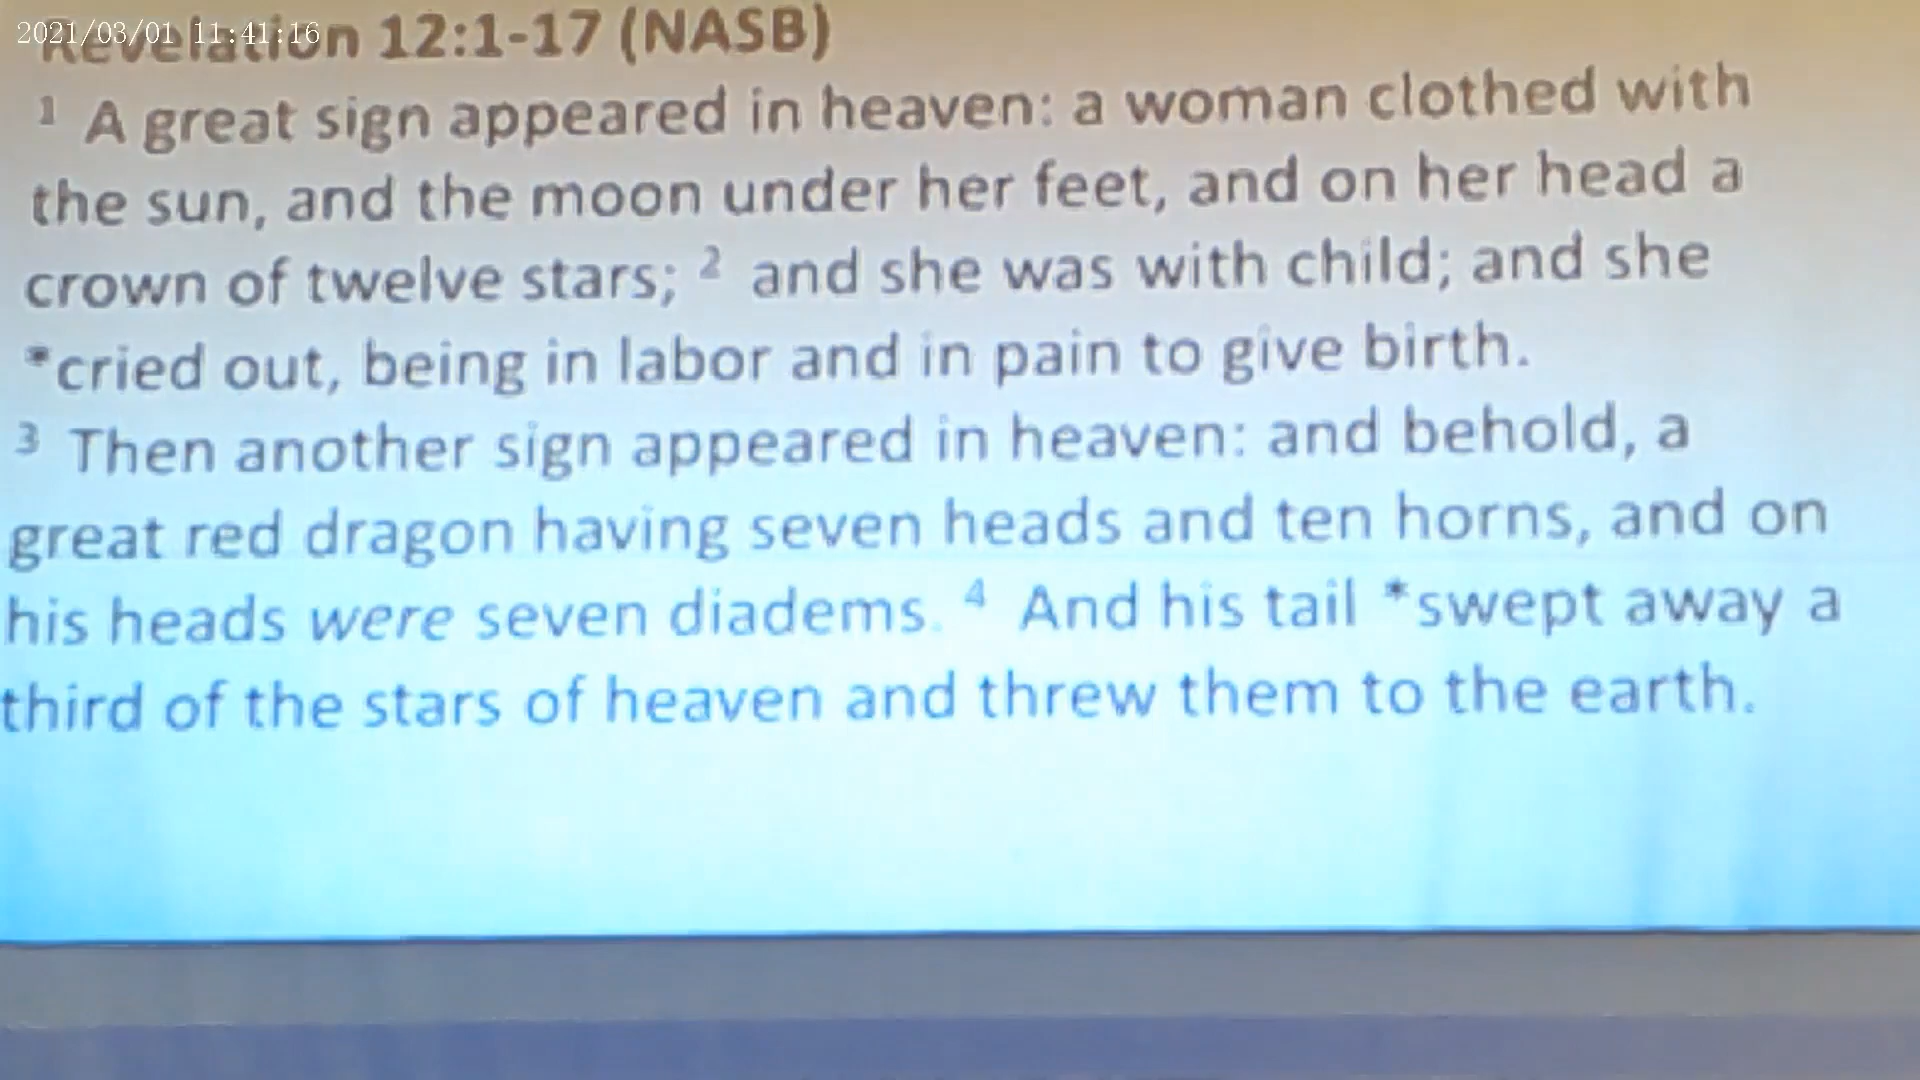 2021/03/01 11:41:16
Revelation 12:1-17 (NASB)
1 A great sign appeared in heaven: a woman clothed with
the sun, and the moon under her feet, and on her head a
crown of twelve stars; 2 and she was with child; and she
*cried out, being in labor and in pain to give birth.
3 Then another sign appeared in heaven: and behold, a
great red dragon having seven heads and ten horns, and on
his heads were seven diadems. 4 And his tail *swept away a
third of the stars of heaven and threw them to the earth.